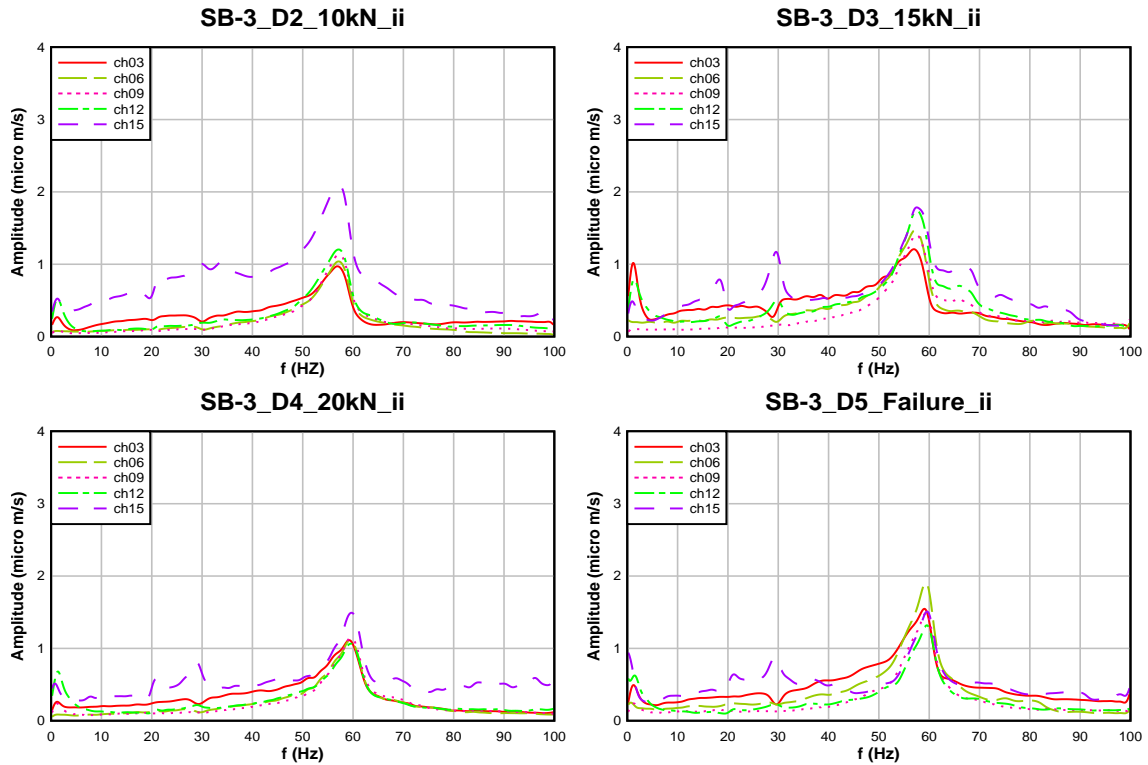 SB-3_D2_10kN_ii
Amplitude (micro m/s)
4
3
2
1
0
ch03
ch06
ch09
ch12
ch15
0 10 20 30 40 50 60 70 80 90 100
f (HZ)
SB-3_D3_15kN_ii
Amplitude (micro m/s)
4
3
2
1
0
ch03
ch06
ch09
ch12
ch15
0 10 20 30 40 50 60 70 80 90 100
f (Hz)
SB-3_D4_20kN_ii
Amplitude (micro m/s)
4
3
2
1
0
ch03
ch06
ch09
ch12
ch15
0 10 20 30 40 50 60 70 80 90 100
f (Hz)
SB-3_D5_Failure_ii
Amplitude (micro m/s)
4
3
2
1
0
ch03
ch06
ch09
ch12
ch15
0 10 20 30 40 50 60 70 80 90 100
f (Hz)